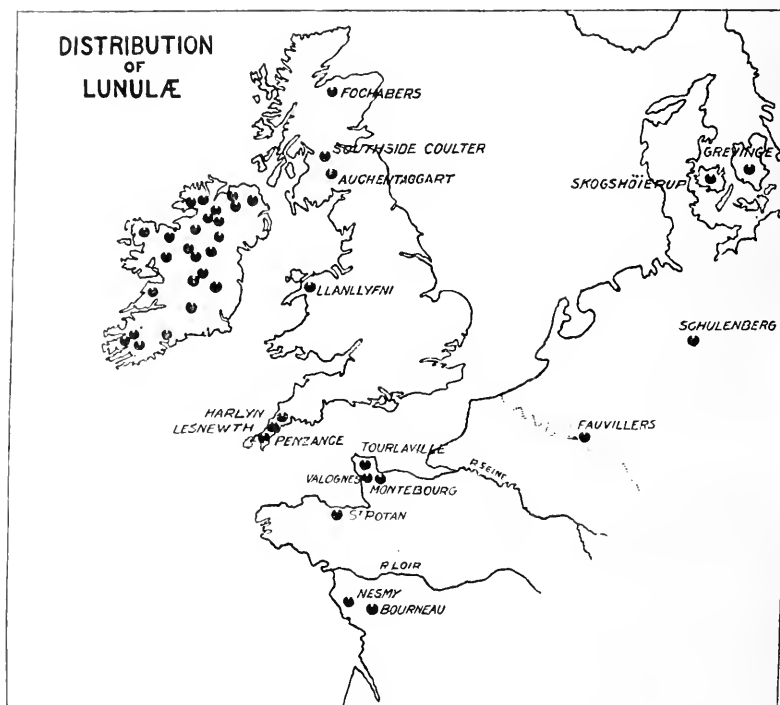 DISTRIBUTION
OF
LUNULÆ
FOCHABERS
SOUTHSIDE COULTER
AUCHENTAGGART
GREVINGE
SKOGSHÖIERUP
LLANLLYFNI
SCHULENBERG
HARLYN
LESNEWTH
PENZANCE
FAUVILLERS
TOURLAVILLE
R.SEINE
VALOGNES
MONTEBOURG
ST POTAN
R LOIR
NESMY
BOURNEAU